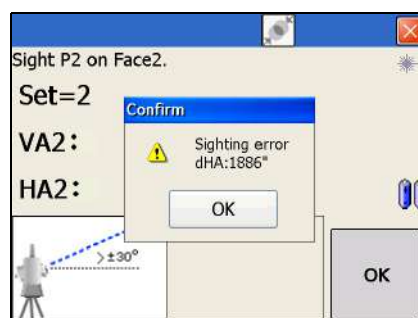 Sight P2 on Face2.
Set=2
VA2:
HA2:
Confirm
Sighting error
dHA:1886"
OK
>±30°
OK